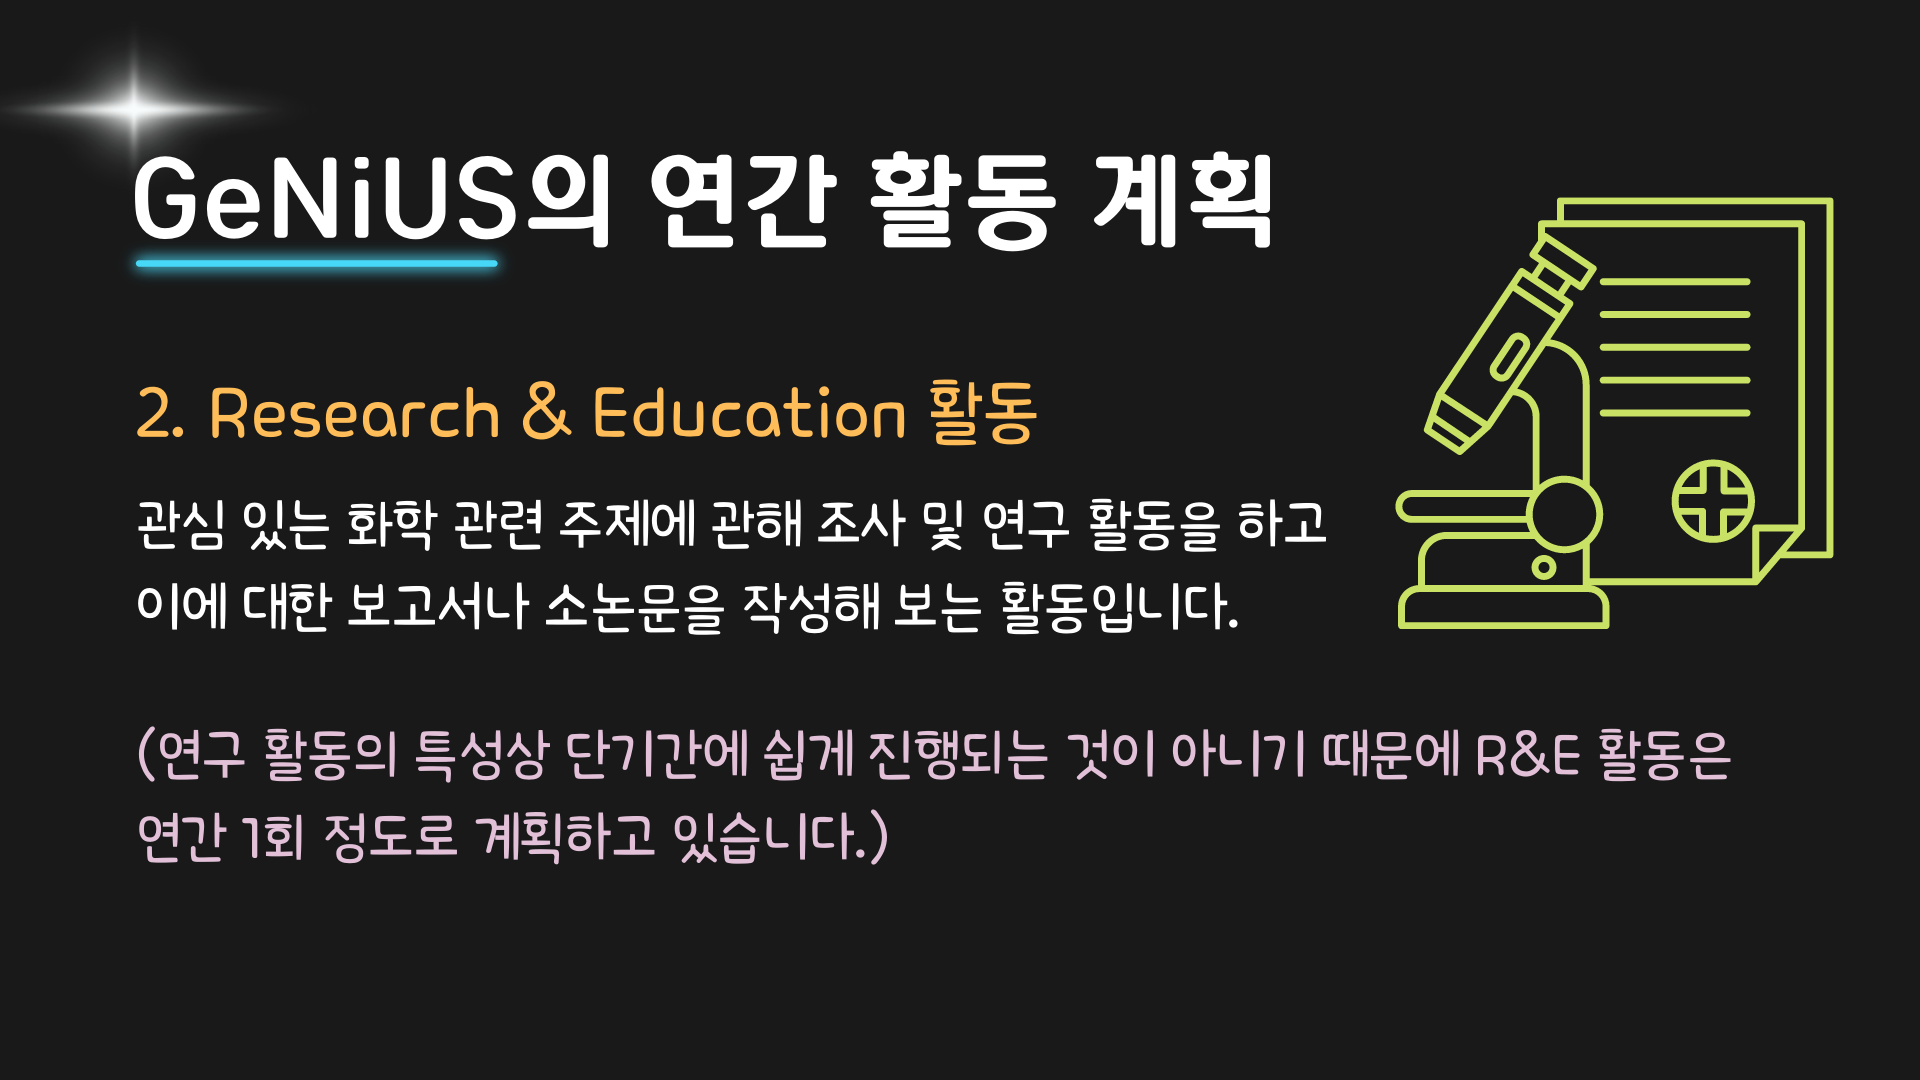 GeNiUS의 연간 활동 계획
2. Research & Education 활동
관심 있는 화학 관련 주제에 관해 조사 및 연구 활동을 하고
이에 대한 보고서나 소논문을 작성해 보는 활동입니다.
(연구 활동의 특성상 단기간에 쉽게 진행되는 것이 아니기 때문에 R&E 활동은
연간 1회 정도로 계획하고 있습니다.)